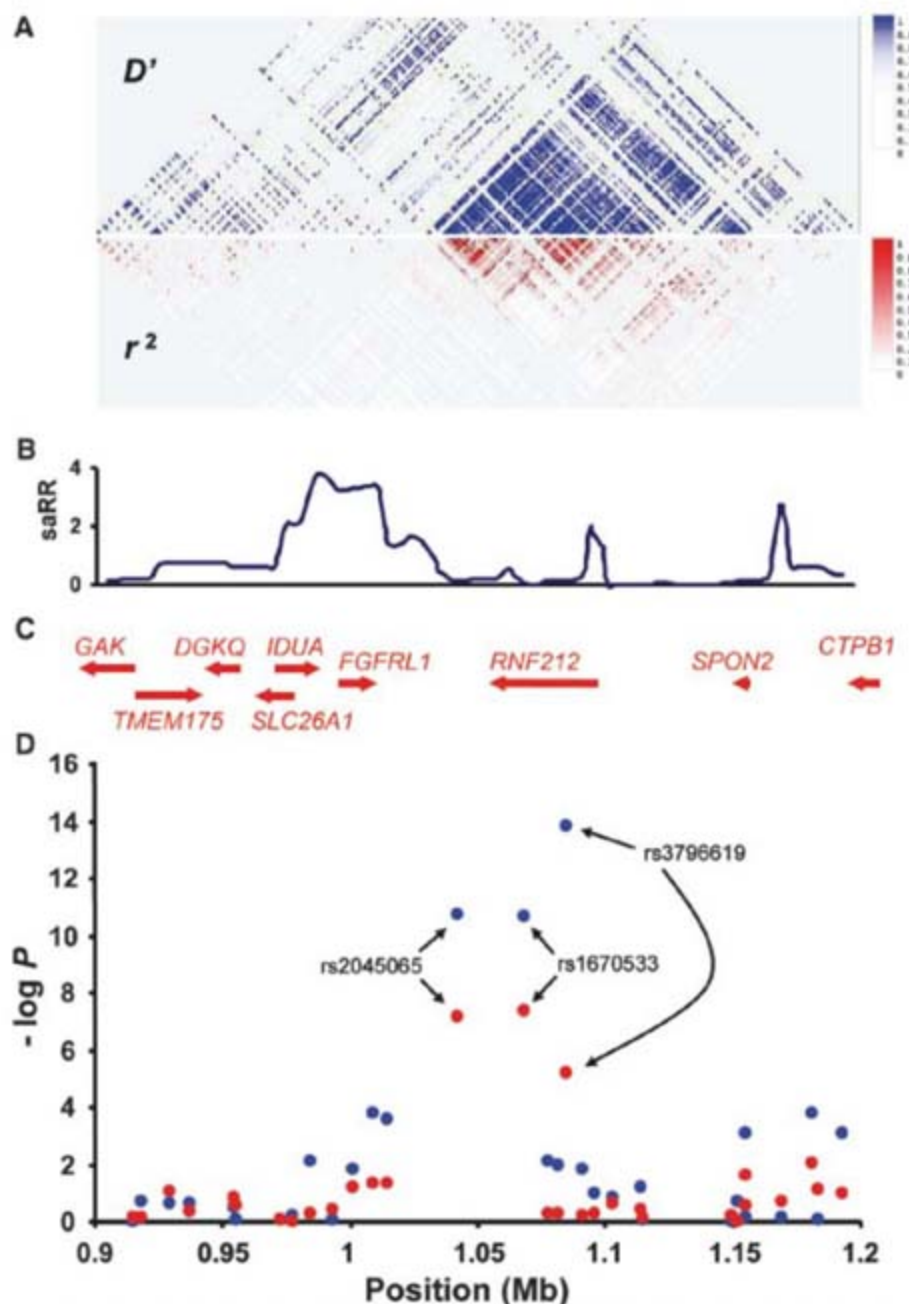 A
D'
r²
B
saRR
4
2
0
C
GAK DGKQ IDUA FGFRL1 RNF212 SPON2 CTPB1
TMEM175 SLC26A1
D
- log P
16
14
12
10
8
6
4
2
0
rs3796619
rs2045065 rs1670533
0.9 0.95 1 1.05 1.1 1.15 1.2
Position (Mb)